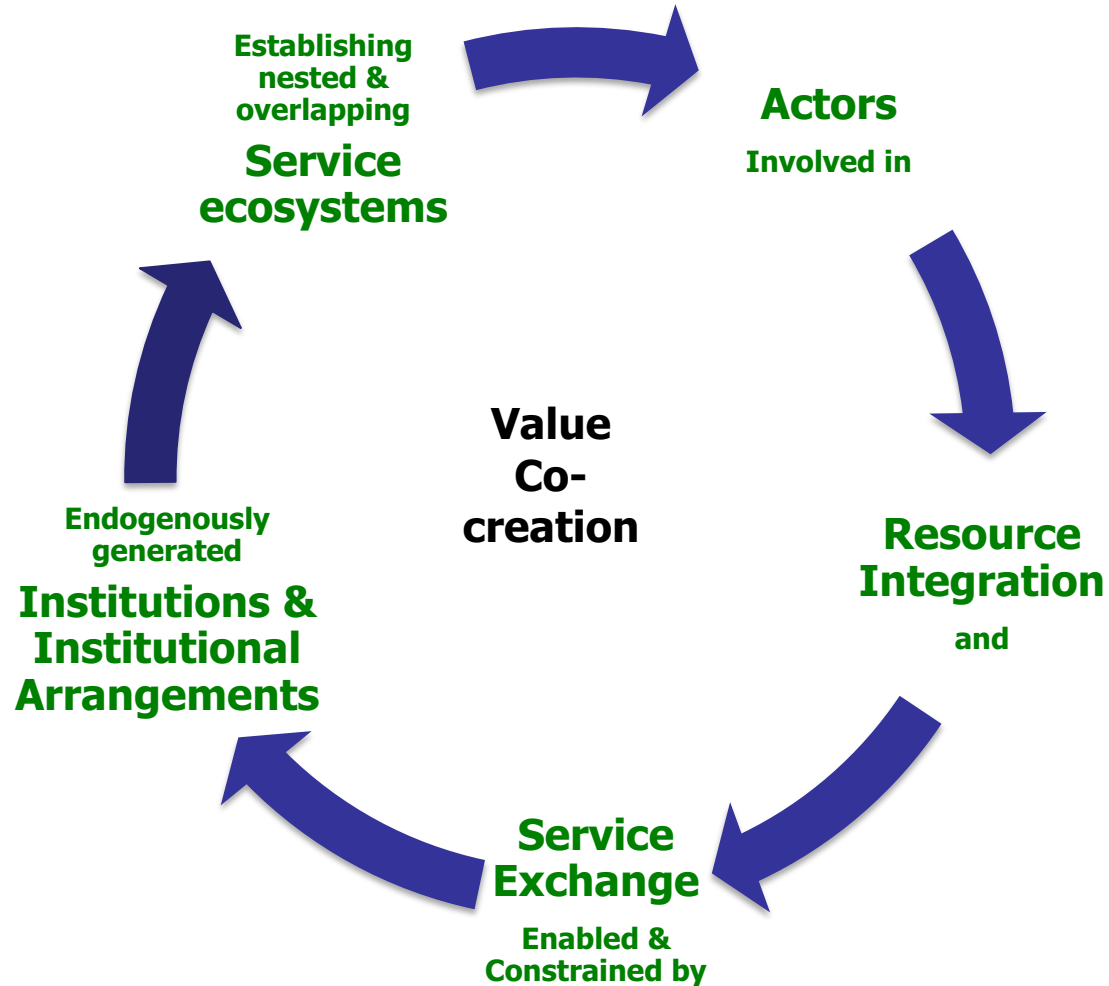 Establishing
nested &
overlapping
Service
ecosystems
Actors
Involved in
Resource
Integration
and
Service
Exchange
Enabled &
Constrained by
Endogenously
generated
Institutions &
Institutional
Arrangements
Value
Co-
creation